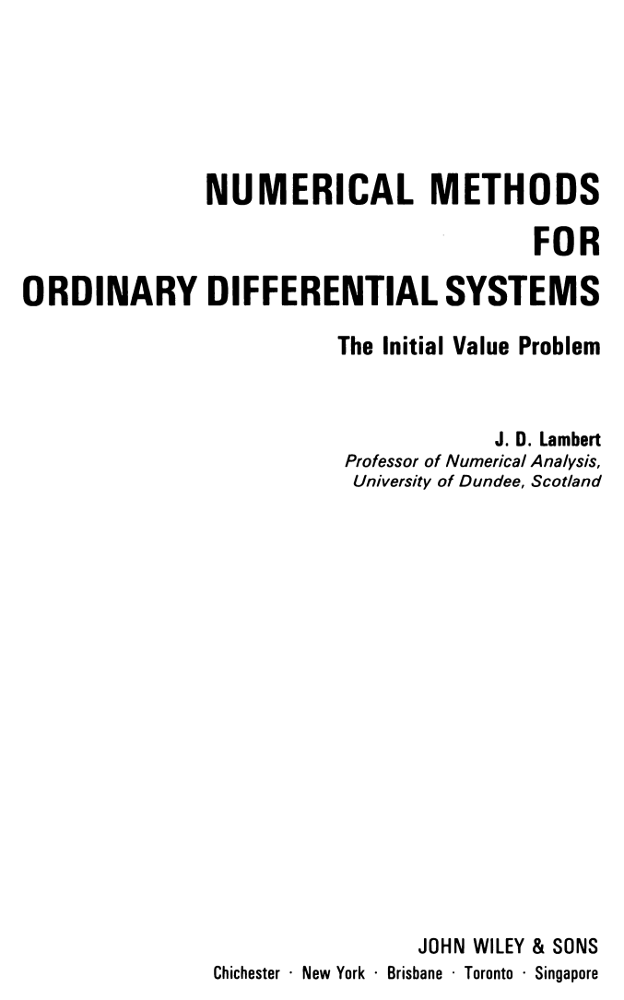 NUMERICAL METHODS
FOR
ORDINARY DIFFERENTIAL SYSTEMS
The Initial Value Problem
J. D. Lambert
Professor of Numerical Analysis,
University of Dundee, Scotland
JOHN WILEY & SONS
Chichester · New York · Brisbane · Toronto · Singapore